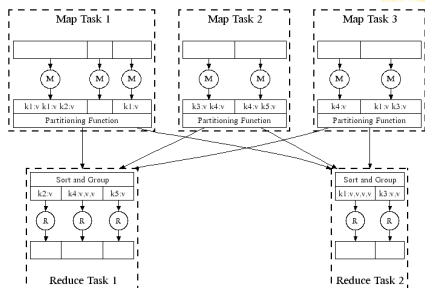 Map Task 1
Map Task 2
Map Task 3
M
M
M
M
M
M
M
k1:v k1:v k2:v
k1:v
k3:v k4:v
k4:v k5:v
k4:v
k1:v k3:v
Partitioning Function
Partitioning Function
Partitioning Function
Sort and Group
Sort and Group
k2:v
k4:v,v,v
k5:v
k1:v,v,v,v
k3:v,v
R
R
R
R
R
Reduce Task 1
Reduce Task 2